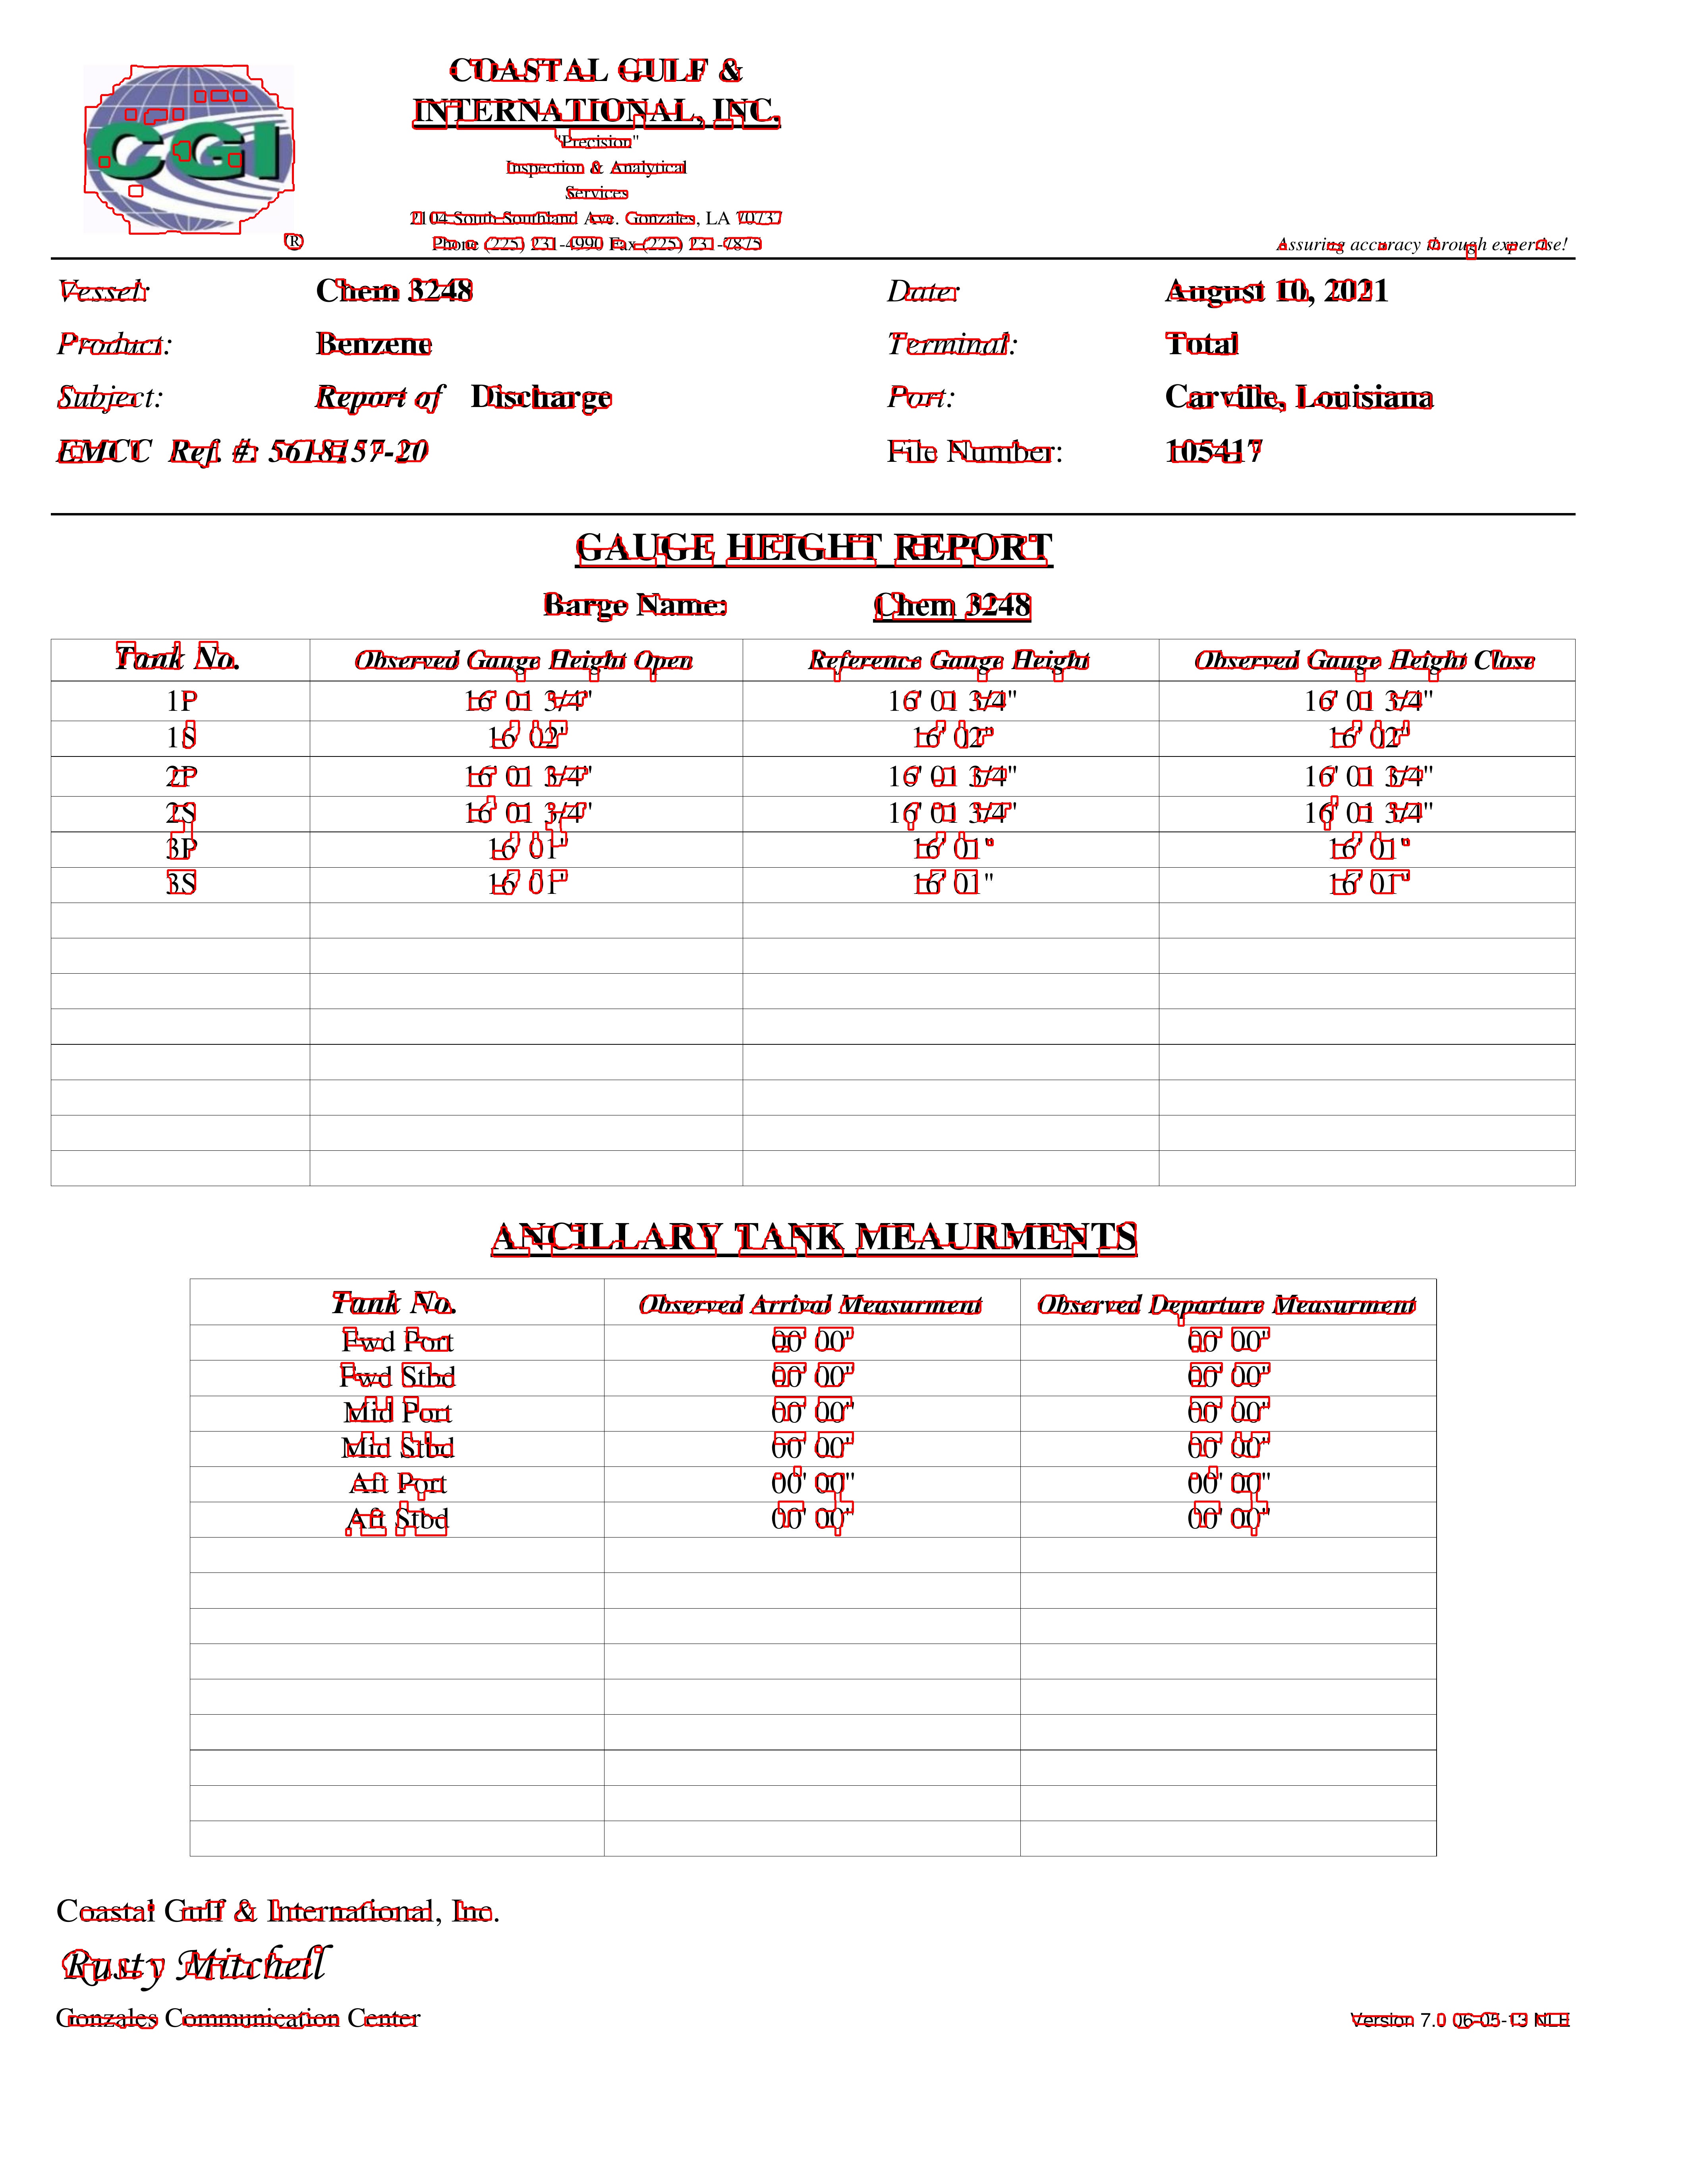 CGI
(R)
COASTAL GULF &
INTERNATIONAL, INC.
"Precision"
Inspection & Analytical
Services
2104 South Southland Ave. Gonzales, LA 70737
Phone (225) 231-4990 Fax (225) 231-7875
Assuring accuracy through expertise!
Vessel: Chem 3248 Date: August 10, 2021
Product: Benzene Terminal: Total
Subject: Report of Discharge Port: Carville, Louisiana
EMCC Ref. #: 5618157-20 File Number: 105417
GAUGE HEIGHT REPORT
Barge Name: Chem 3248
Tank No. Observed Gauge Height Open Reference Gauge Height Observed Gauge Height Close
1P 16' 01 3/4" 16' 01 3/4" 16' 01 3/4"
1S 16' 02" 16' 02" 16' 02"
2P 16' 01 3/4" 16' 01 3/4" 16' 01 3/4"
2S 16' 01 3/4" 16' 01 3/4" 16' 01 3/4"
3P 16' 01" 16' 01" 16' 01"
3S 16' 01" 16' 01" 16' 01"
ANCILLARY TANK MEAURMENTS
Tank No. Observed Arrival Measurment Observed Departure Measurment
Fwd Port 00' 00" 00' 00"
Fwd Stbd 00' 00" 00' 00"
Mid Port 00' 00" 00' 00"
Mid Stbd 00' 00" 00' 00"
Aft Port 00' 00" 00' 00"
Aft Stbd 00' 00" 00' 00"
Coastal Gulf & International, Inc.
Rusty Mitchell
Gonzales Communication Center
Version 7.0 06-05-13 NLE